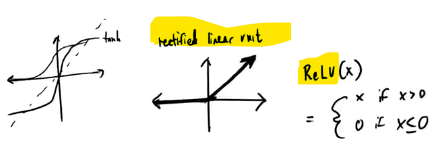 tanh
rectified linear unit
ReLU(x)
= { x if x>0
0 if x≤0